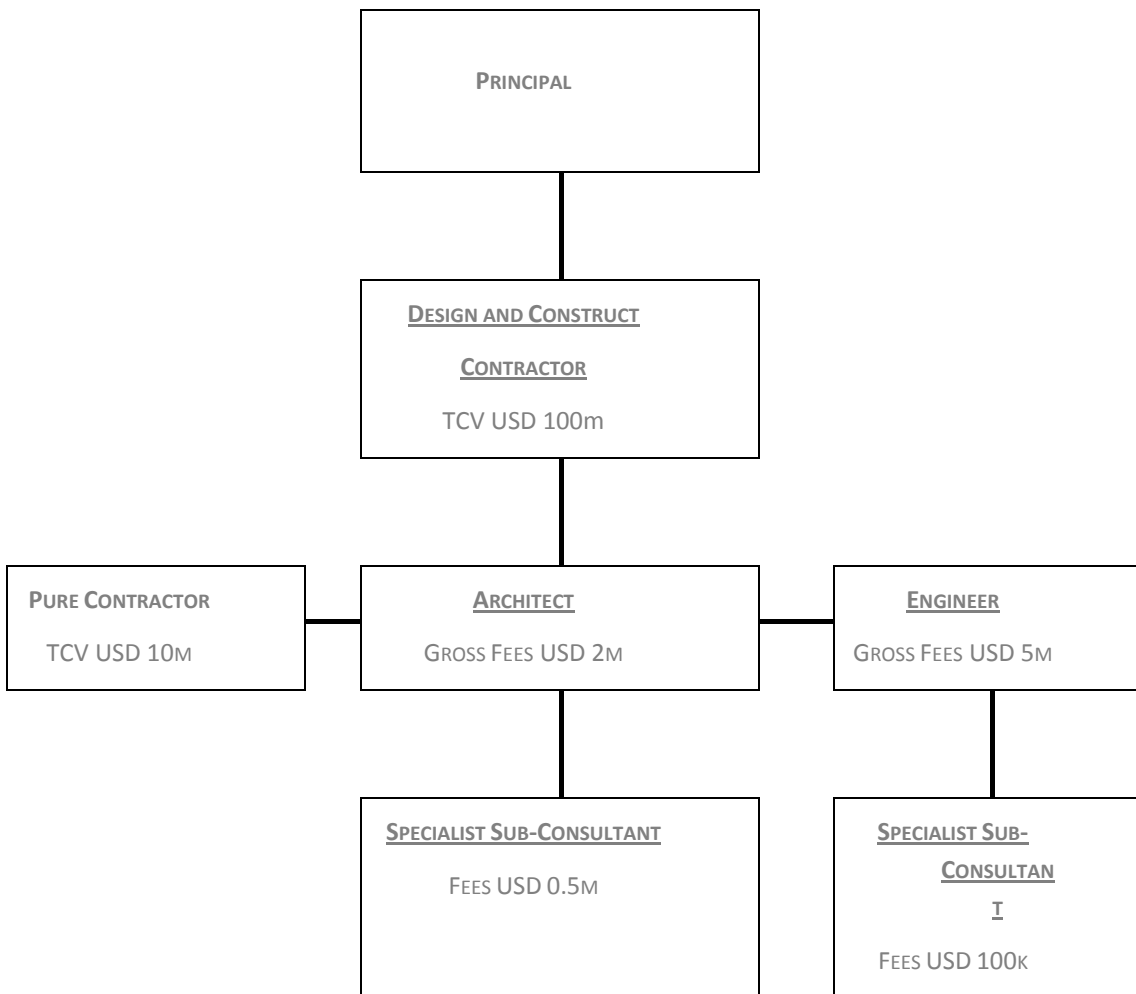 PRINCIPAL
DESIGN AND CONSTRUCT
CONTRACTOR
TCV USD 100m
PURE CONTRACTOR
TCV USD 10M
ARCHITECT
GROSS FEES USD 2M
ENGINEER
GROSS FEES USD 5M
SPECIALIST SUB-CONSULTANT
FEES USD 0.5M
SPECIALIST SUB-
CONSULTAN
T
FEES USD 100K